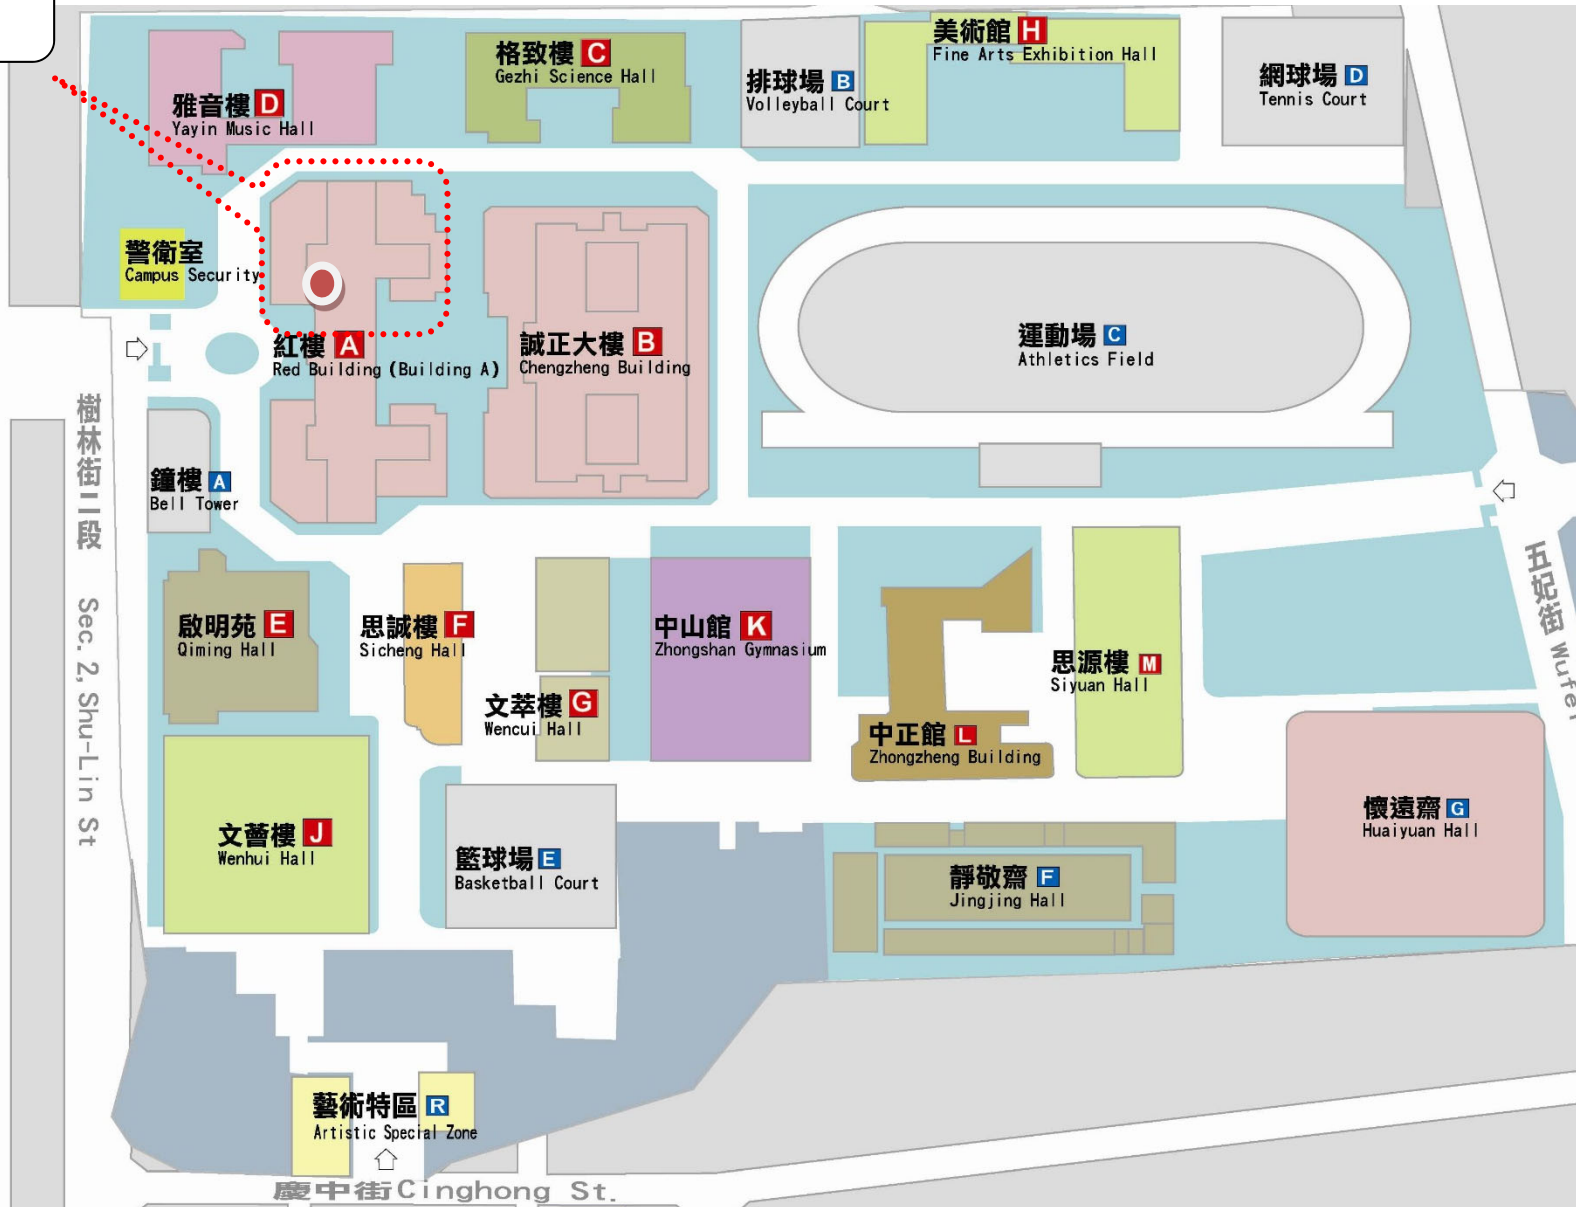 雅音樓 D
Yayin Music Hall
格致樓 C
Gezhi Science Hall
排球場 B
Volleyball Court
美術館 H
Fine Arts Exhibition Hall
網球場 D
Tennis Court
警衛室
Campus Security
紅樓 A
Red Building (Building A)
誠正大樓 B
Chengzheng Building
運動場 C
Athletics Field
樹林街二段 Sec. 2, Shu-Lin St
鐘樓 A
Bell Tower
五妃街 Wufei
啟明苑 E
Qiming Hall
思誠樓 F
Sicheng Hall
文萃樓 G
Wencui Hall
中山館 K
Zhongshan Gymnasium
中正館 L
Zhongzheng Building
思源樓 M
Siyuan Hall
文薈樓 J
Wenhui Hall
籃球場 E
Basketball Court
靜敬齋 F
Jingjing Hall
懷遠齋 G
Huaiyuan Hall
藝術特區 R
Artistic Special Zone
慶中街 Cinghong St.